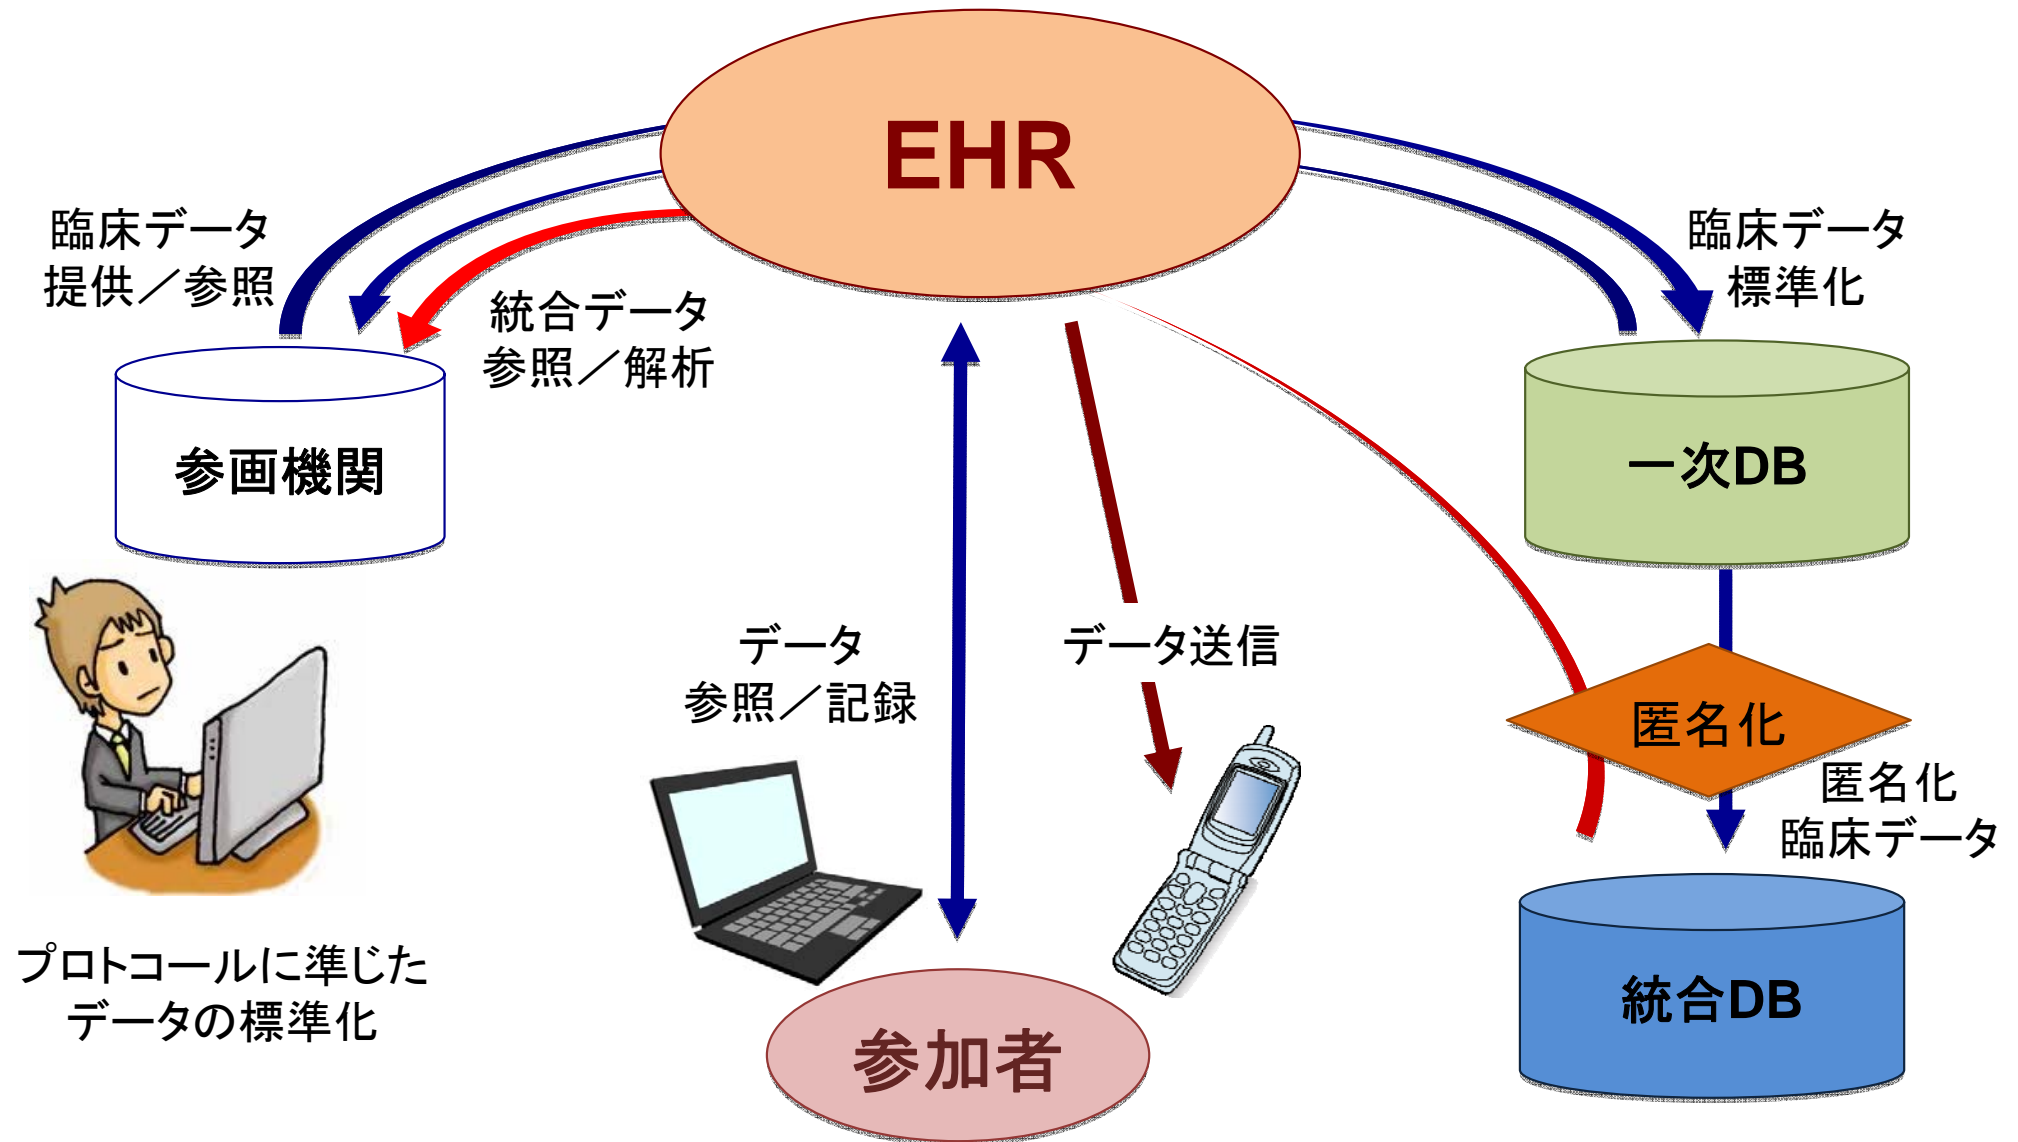 EHR
臨床データ
提供／参照
統合データ
参照／解析
臨床データ
標準化
参画機関
一次DB
データ
参照／記録
データ送信
匿名化
匿名化
臨床データ
プロトコールに準じた
データの標準化
参加者
統合DB